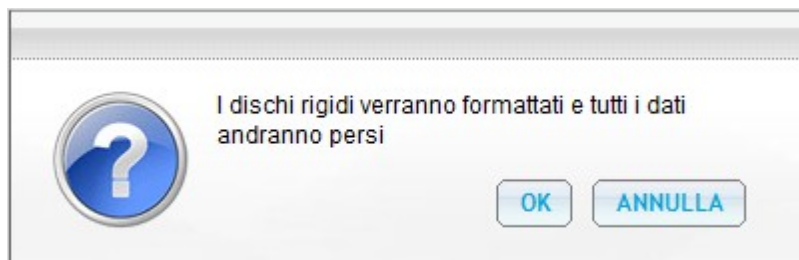 I dischi rigidi verranno formattati e tutti i dati
andranno persi
OK ANNULLA